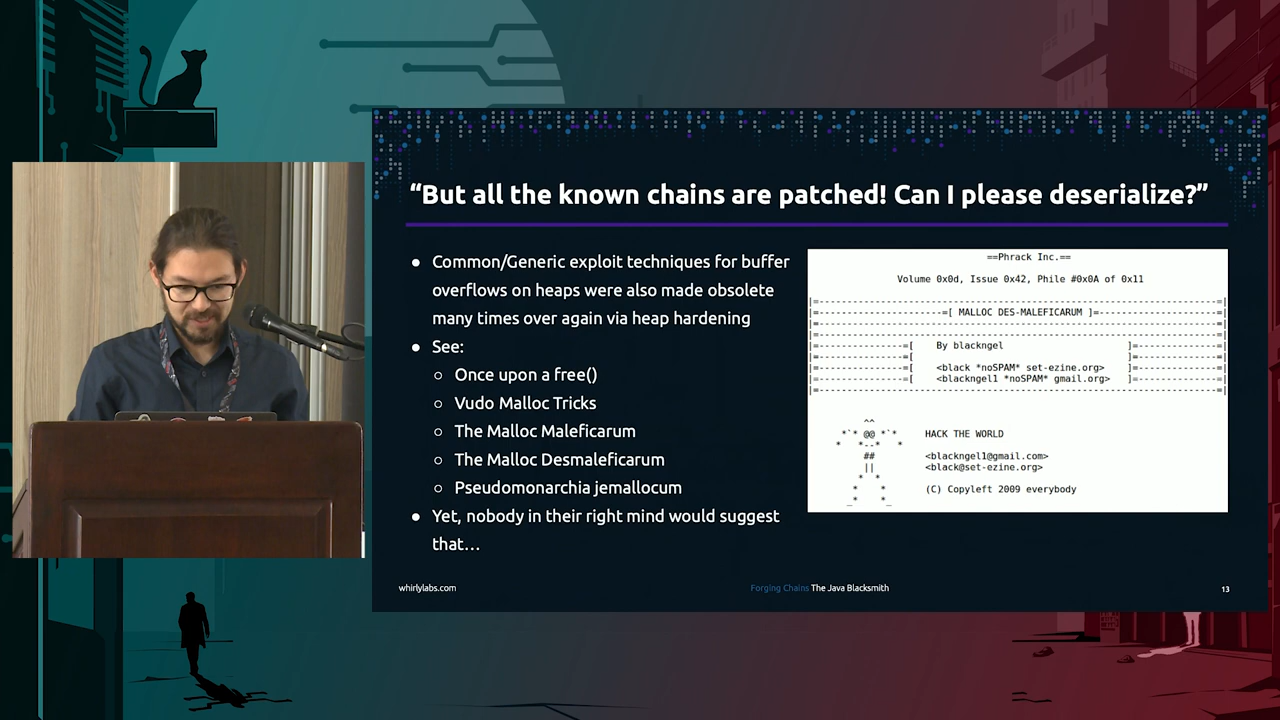 “But all the known chains are patched! Can I please deserialize?”
● Common/Generic exploit techniques for buffer
overflows on heaps were also made obsolete
many times over again via heap hardening
● See:
○ Once upon a free()
○ Vudo Malloc Tricks
○ The Malloc Maleficarum
○ The Malloc Desmaleficarum
○ Pseudomonarchia jemallocum
● Yet, nobody in their right mind would suggest
that…
==Phrack Inc.==
Volume 0x0d, Issue 0x42, Phile #0x0A of 0x11
=[ MALLOC DES-MALEFICARUM ]=
By blackngel
<black *noSPAM* set-ezine.org>
<blackngel1 *noSPAM* gmail.org>
HACK THE WORLD
<blackngel1@gmail.com>
<black@set-ezine.org>
(C) Copyleft 2009 everybody
whirlylabs.com
Forging Chains The Java Blacksmith
13